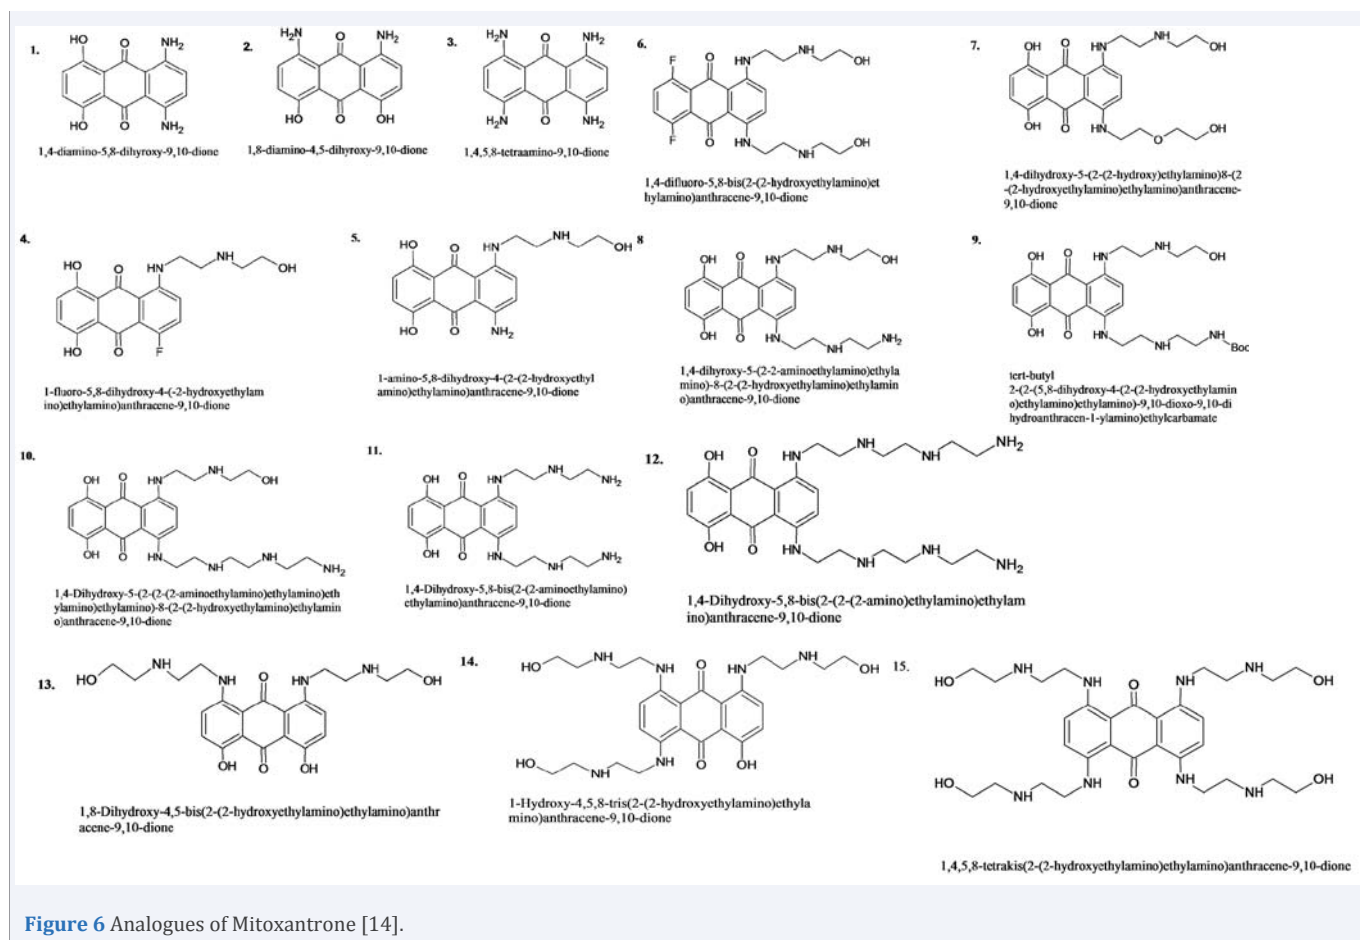 1.
HO
O
NH2
HO
O
NH2
1,4-diamino-5,8-dihyroxy-9,10-dione
2.
H2N
O
NH2
HO
O
OH
1,8-diamino-4,5-dihyroxy-9,10-dione
3.
H2N
O
NH2
H2N
O
NH2
1,4,5,8-tetraamino-9,10-dione
6.
F
O
HN
NH
OH
F
O
HN
NH
OH
1,4-difluoro-5,8-bis(2-(2-hydroxyethylamino)et
hylamino)anthracene-9,10-dione
7.
OH
O
HN
NH
OH
OH
O
HN
O
OH
1,4-dihydroxy-5-(2-(2-hydroxy)ethylamino)8-(2
-(2-hydroxyethylamino)ethylamino)anthracene-
9,10-dione
4.
HO
O
HN
NH
OH
HO
O
F
1-fluoro-5,8-dihydroxy-4-(-2-hydroxyethylam
ino)ethylamino)anthracene-9,10-dione
5.
HO
O
HN
NH
OH
HO
O
NH2
1-amino-5,8-dihydroxy-4-(2-(2-hydroxyethyl
amino)ethylamino)anthracene-9,10-dione
8
OH
O
HN
NH
OH
OH
O
HN
NH
NH2
1,4-dihyroxy-5-(2-2-aminoethylamino)ethyla
mino)-8-(2-(2-hydroxyethylamino)ethylamin
o)anthracene-9,10-dione
9.
OH
O
HN
NH
OH
OH
O
HN
NH
NH
Boc
tert-butyl
2-(2-(5,8-dihydroxy-4-(2-(2-hydroxyethylamin
o)ethylamino)ethylamino)-9,10-dioxo-9,10-di
hydroanthracen-1-ylamino)ethylcarbamate
10.
OH
O
HN
NH
OH
OH
O
HN
NH
NH
NH2
1,4-Dihydroxy-5-(2-(2-(2-aminoethylamino)ethylamino)eth
ylamino)ethylamino)-8-(2-(2-hydroxyethylamino)ethylamin
o)anthracene-9,10-dione
11.
OH
O
HN
NH
NH2
OH
O
HN
NH
NH2
1,4-Dihydroxy-5,8-bis(2-(2-aminoethylamino)
ethylamino)anthracene-9,10-dione
12.
OH
O
HN
NH
NH
NH2
OH
O
HN
NH
NH
NH2
1,4-Dihydroxy-5,8-bis(2-(2-(2-amino)ethylamino)ethylam
ino)anthracene-9,10-dione
13.
HO
NH
NH
O
HN
NH
OH
OH
O
OH
1,8-Dihydroxy-4,5-bis(2-(2-hydroxyethylamino)ethylamino)anthr
acene-9,10-dione
14.
HO
NH
NH
O
HN
NH
OH
HO
NH
NH
O
OH
1-Hydroxy-4,5,8-tris(2-(2-hydroxyethylamino)ethyla
mino)anthracene-9,10-dione
15.
HO
NH
NH
O
NH
NH
OH
HO
NH
NH
O
NH
NH
OH
1,4,5,8-tetrakis(2-(2-hydroxyethylamino)ethylamino)anthracene-9,10-dione
Figure 6 Analogues of Mitoxantrone [14].